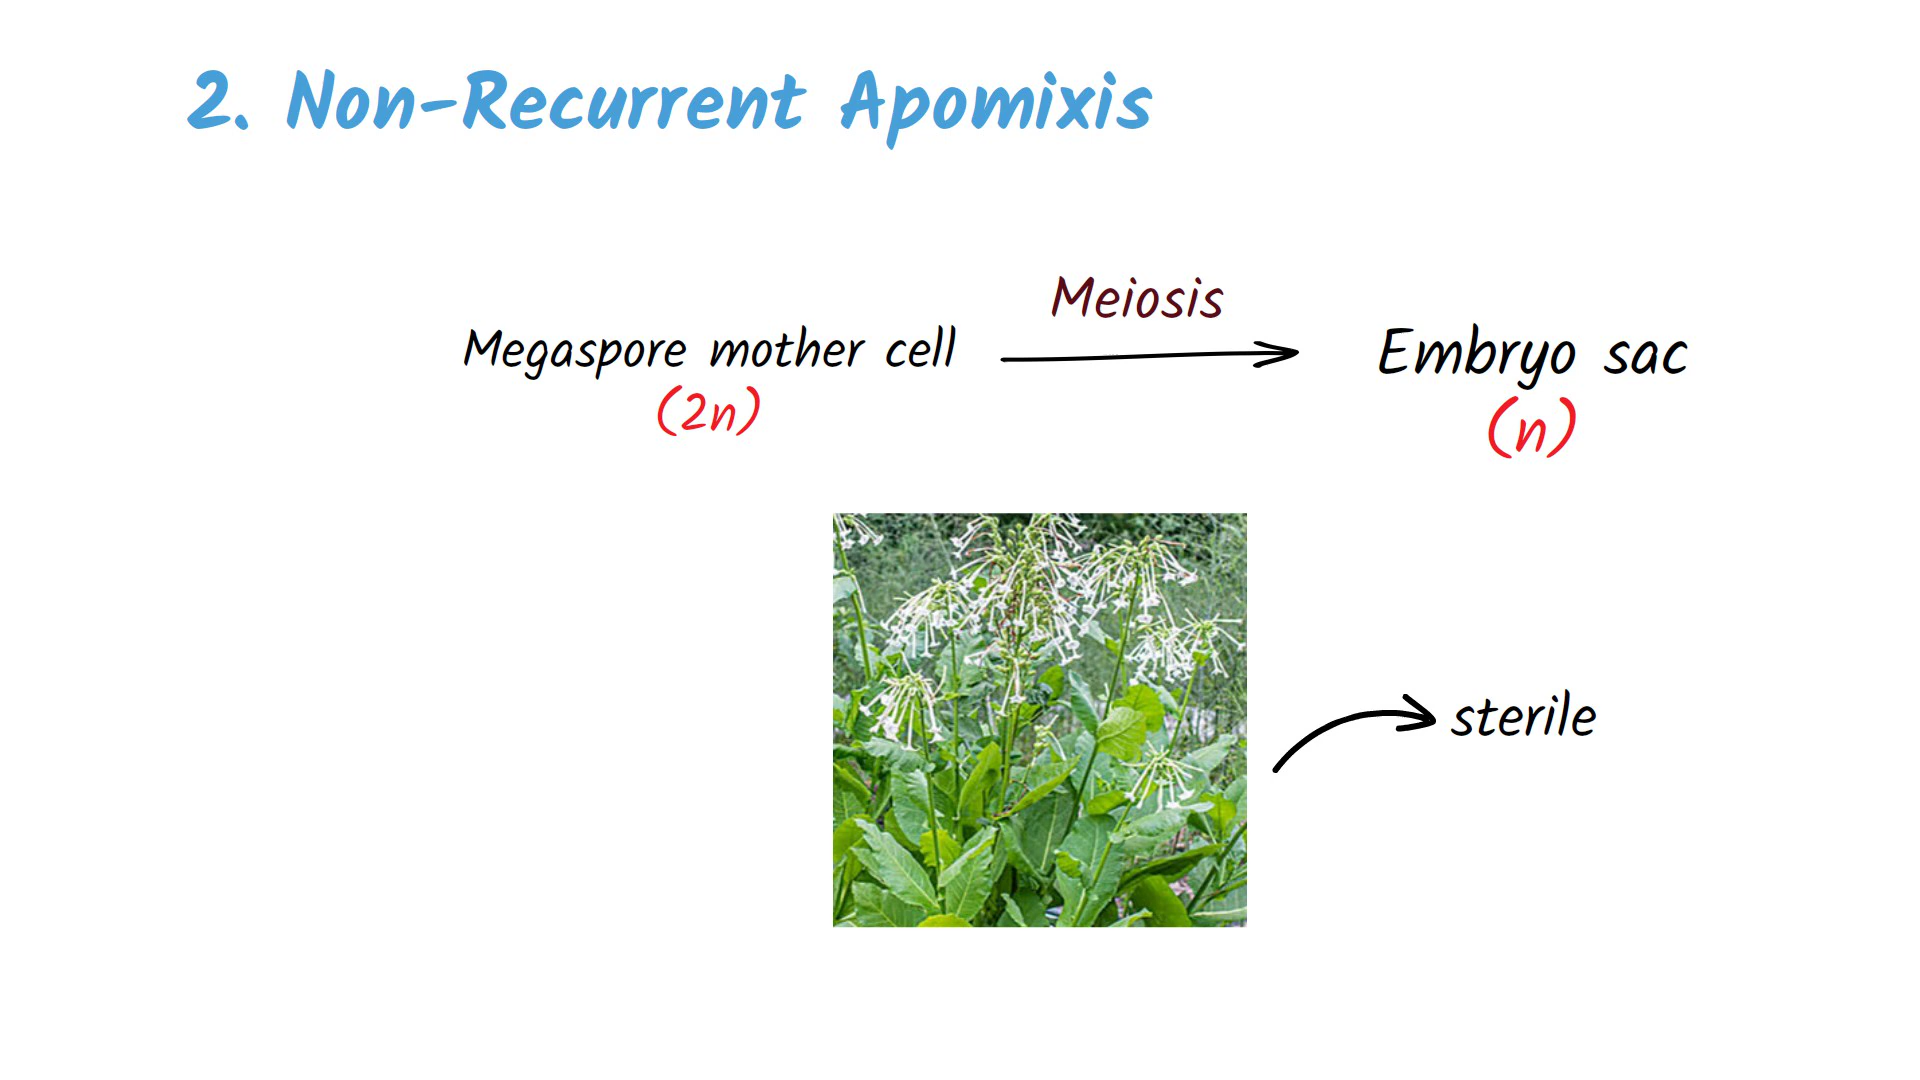 2. Non-Recurrent Apomixis
Meiosis
Megaspore mother cell
Embryo sac
(2n)
(n)
sterile